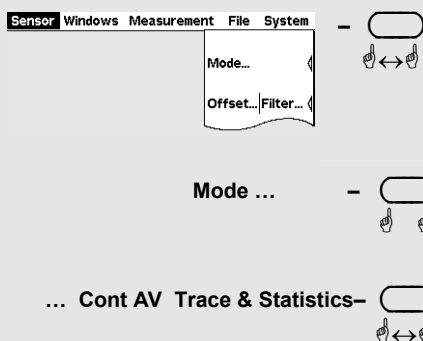 Sensor Windows Measurement File System –
Mode...
Offset... Filter...
Mode ... –
... Cont AV Trace & Statistics–